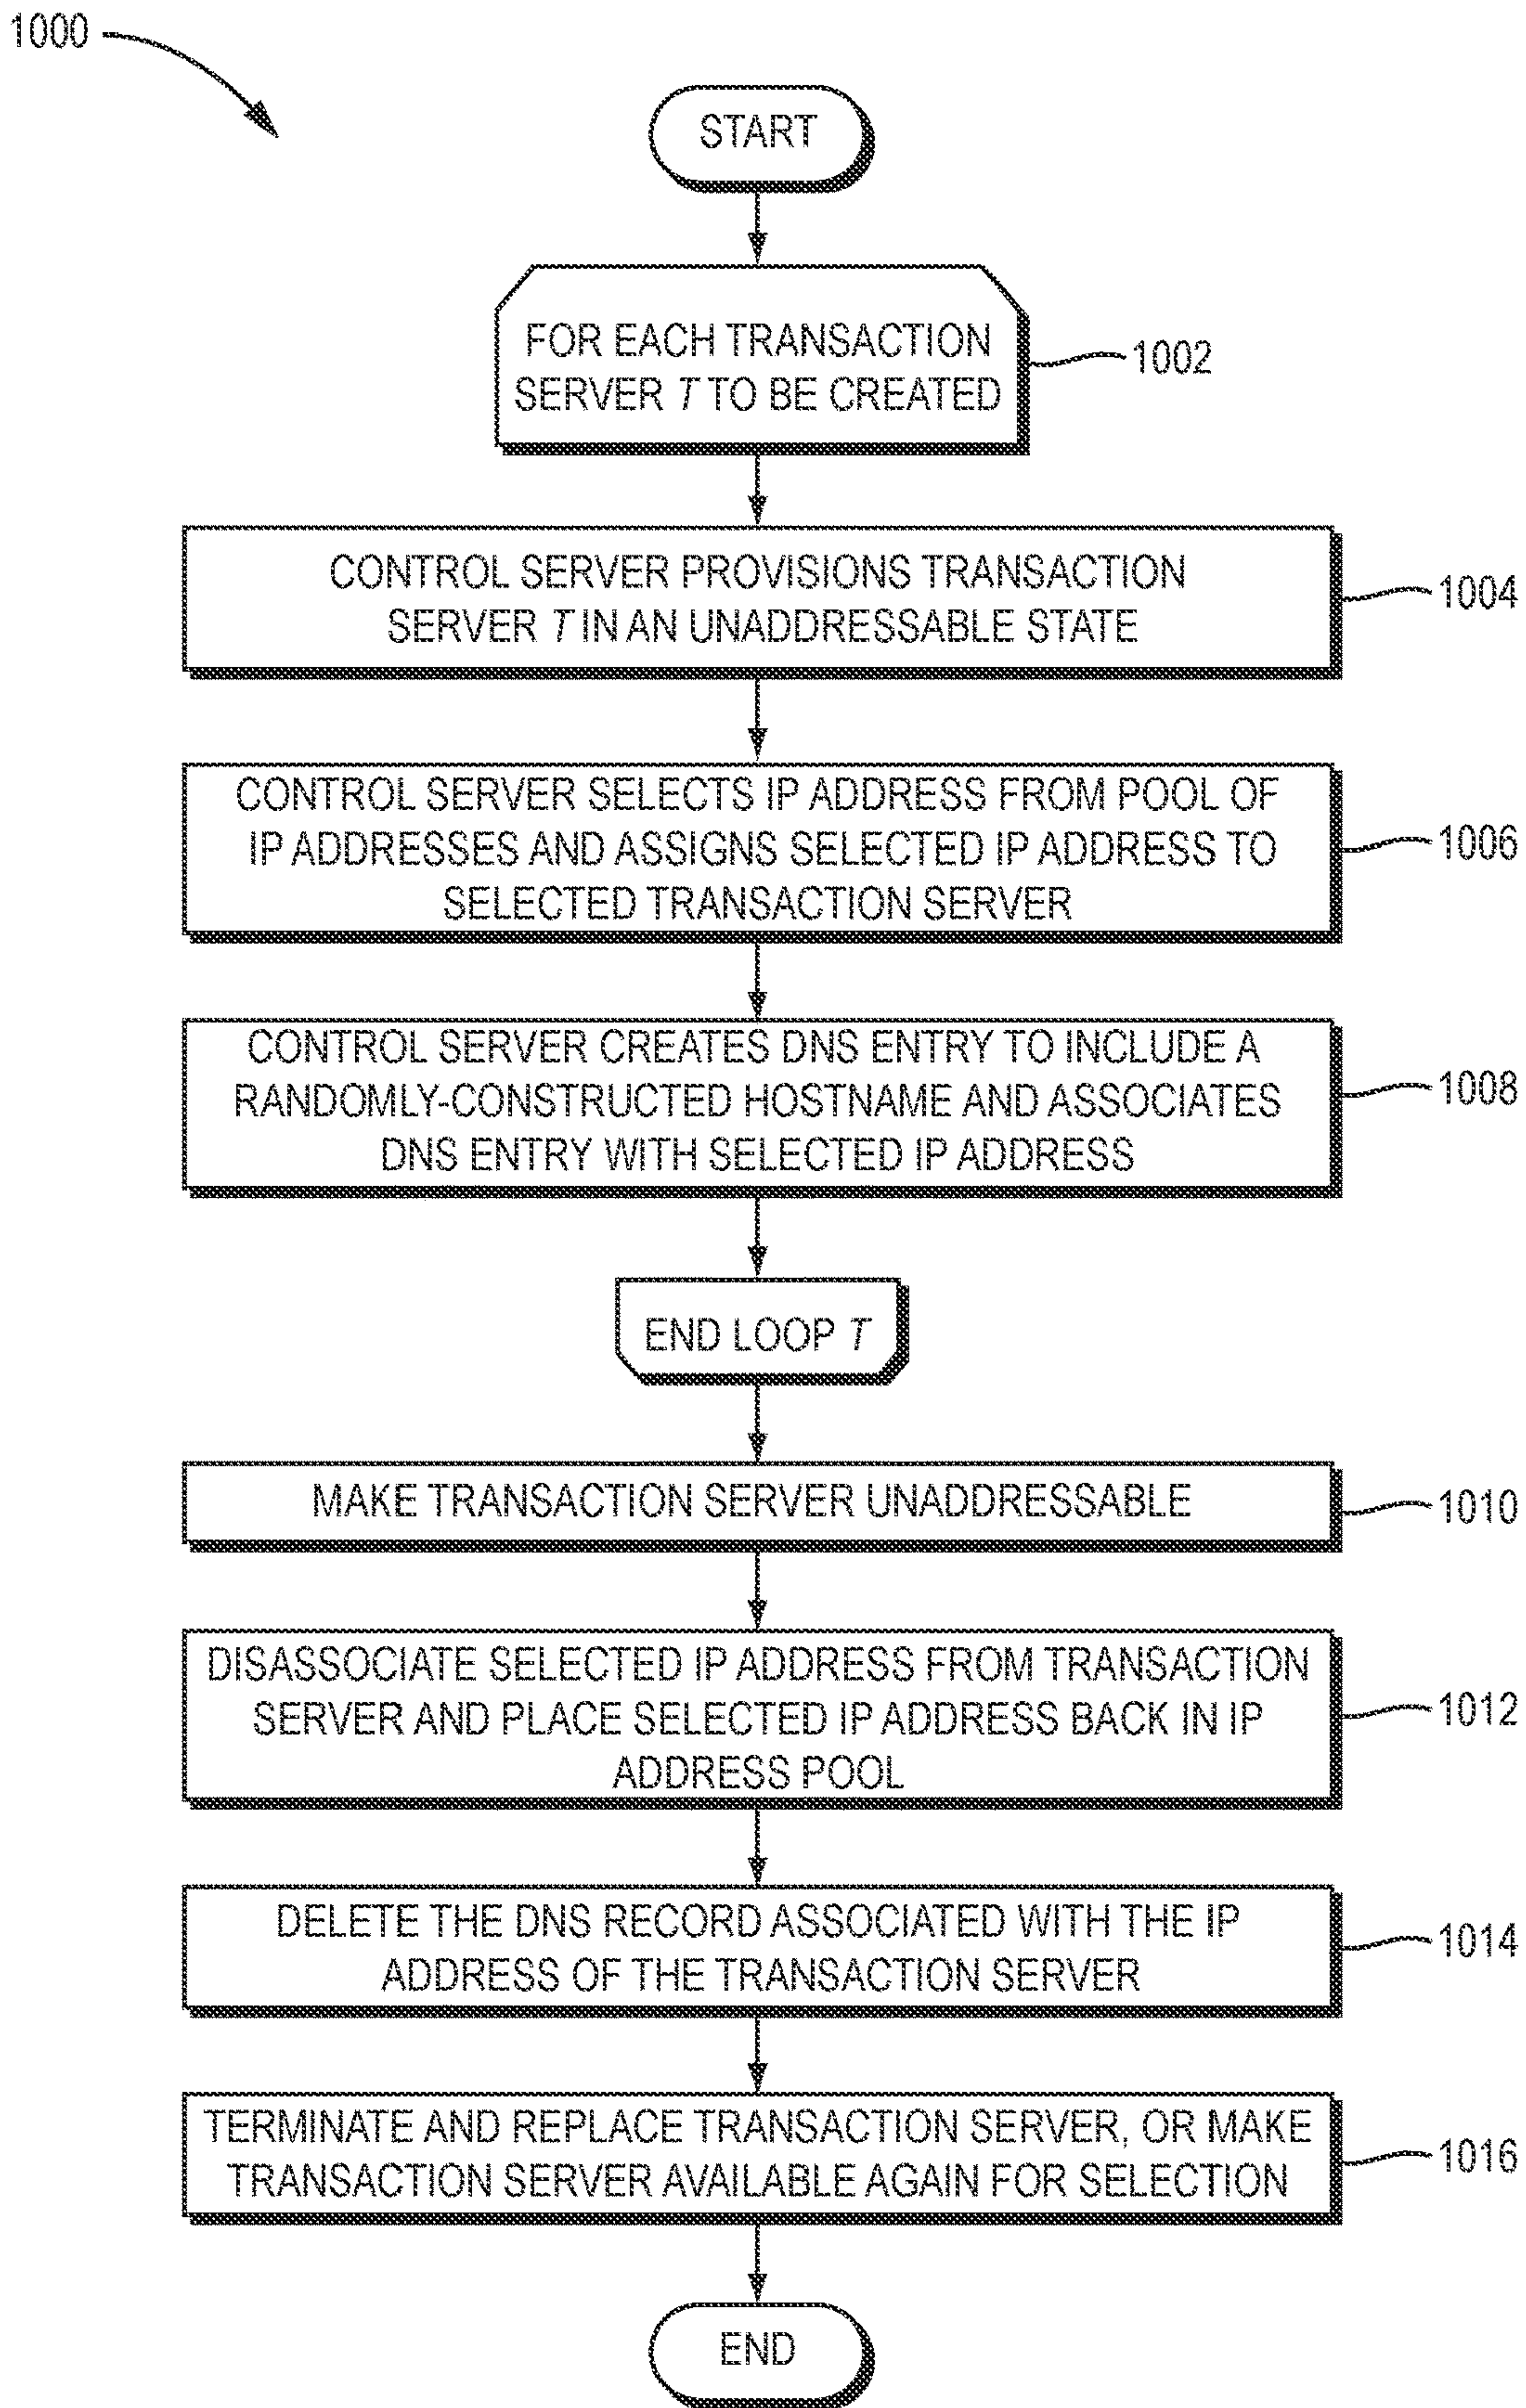 1000
START
FOR EACH TRANSACTION
SERVER T TO BE CREATED
1002
CONTROL SERVER PROVISIONS TRANSACTION
SERVER T IN AN UNADDRESSABLE STATE
1004
CONTROL SERVER SELECTS IP ADDRESS FROM POOL OF
IP ADDRESSES AND ASSIGNS SELECTED IP ADDRESS TO
SELECTED TRANSACTION SERVER
1006
CONTROL SERVER CREATES DNS ENTRY TO INCLUDE A
RANDOMLY-CONSTRUCTED HOSTNAME AND ASSOCIATES
DNS ENTRY WITH SELECTED IP ADDRESS
1008
END LOOP T
MAKE TRANSACTION SERVER UNADDRESSABLE
1010
DISASSOCIATE SELECTED IP ADDRESS FROM TRANSACTION
SERVER AND PLACE SELECTED IP ADDRESS BACK IN IP
ADDRESS POOL
1012
DELETE THE DNS RECORD ASSOCIATED WITH THE IP
ADDRESS OF THE TRANSACTION SERVER
1014
TERMINATE AND REPLACE TRANSACTION SERVER, OR MAKE
TRANSACTION SERVER AVAILABLE AGAIN FOR SELECTION
1016
END